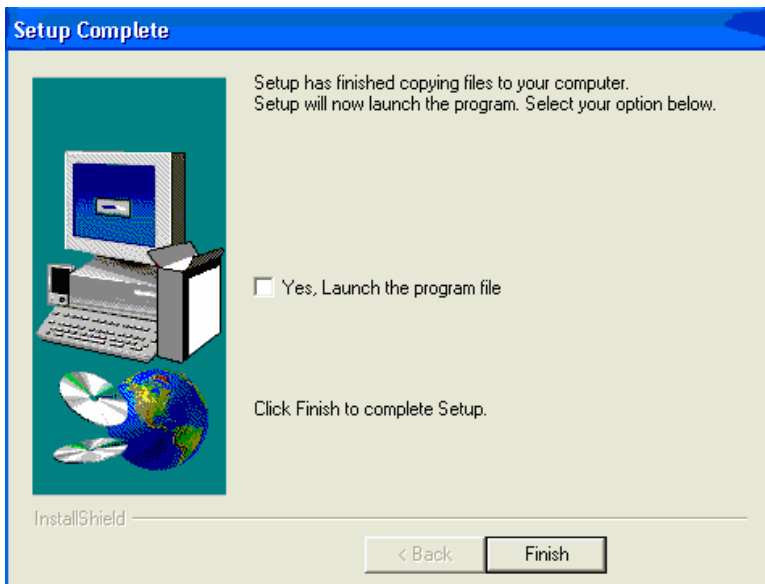 Setup Complete
Setup has finished copying files to your computer.
Setup will now launch the program. Select your option below.
Yes, Launch the program file
Click Finish to complete Setup.
InstallShield
< Back
Finish